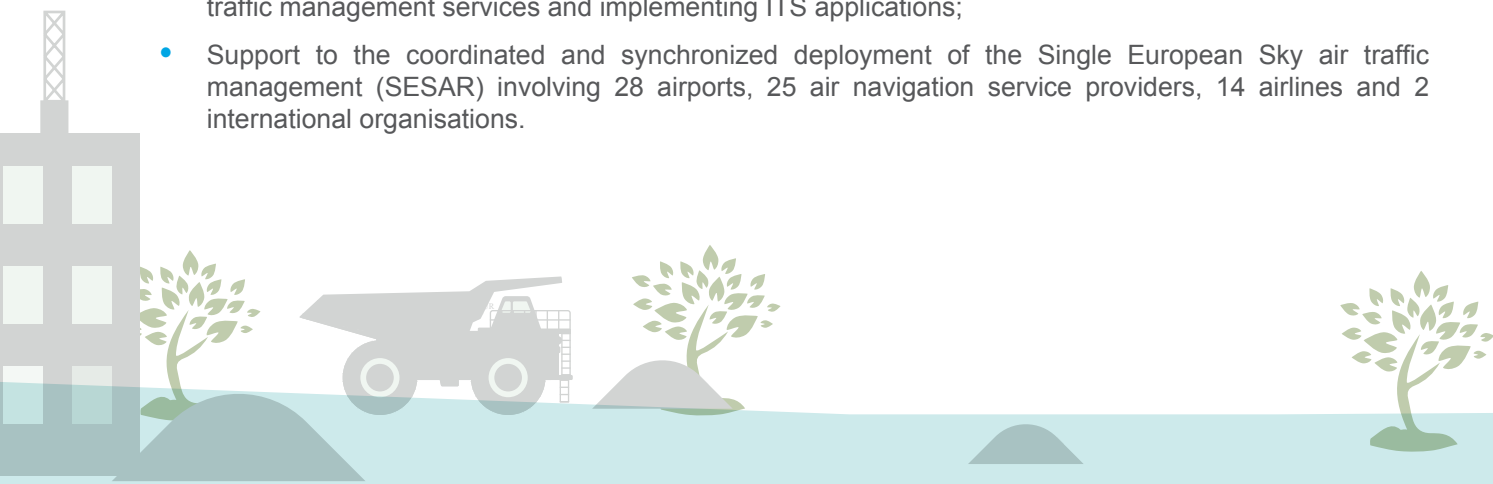 traffic management services and implementing ITS applications;
• Support to the coordinated and synchronized deployment of the Single European Sky air traffic
management (SESAR) involving 28 airports, 25 air navigation service providers, 14 airlines and 2
international organisations.